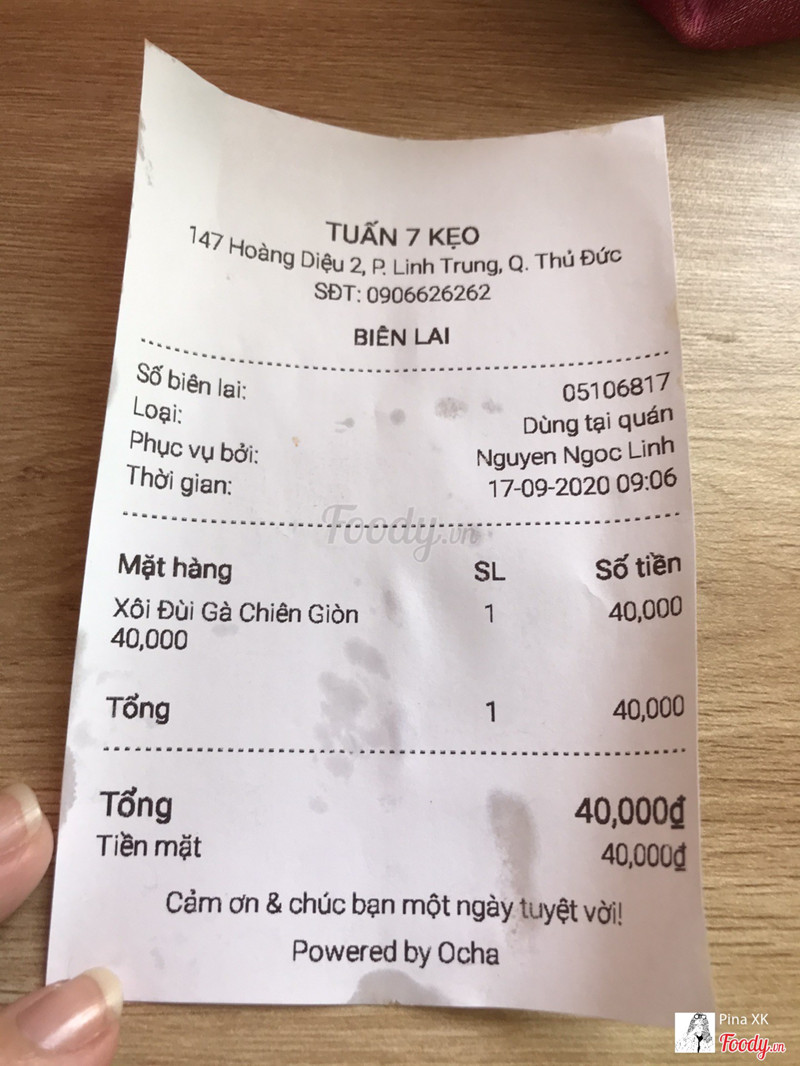 TUẤN 7 KẸO
147 Hoàng Diệu 2, P. Linh Trung, Q. Thủ Đức
SĐT: 0906626262
BIÊN LAI
Số biên lai: 05106817
Loại: Dùng tại quán
Phục vụ bởi: Nguyen Ngoc Linh
Thời gian: 17-09-2020 09:06
Foody.vn
Mặt hàng SL Số tiền
Xôi Đùi Gà Chiên Giòn 1 40,000
40,000
Tổng 1 40,000
Tổng 40,000₫
Tiền mặt 40,000₫
Cảm ơn & chúc bạn một ngày tuyệt vời!
Powered by Ocha
Pina XK
Foody.vn